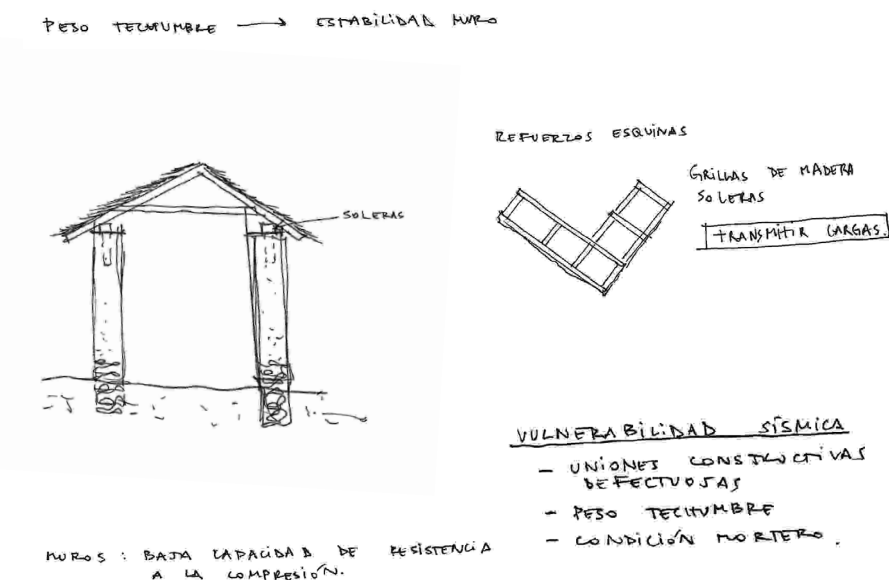 PESO TECHUMBRE → ESTABILIDAD MURO
SOLERAS
REFUERZOS ESQUINAS
GRILLAS DE MADERA
SOLERAS
TRANSMITIR CARGAS.
VULNERABILIDAD SÍSMICA
- UNIONES CONSTRUCTIVAS
DEFECTUOSAS
- PESO TECHUMBRE
- CONDICIÓN MORTERO.
MUROS : BAJA CAPACIDAD DE RESISTENCIA
A LA COMPRESIÓN.